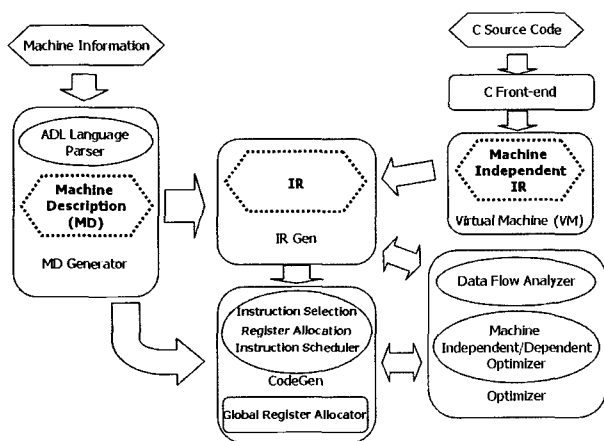 Machine Information
ADL Language
Parser
Machine
Description
(MD)
MD Generator
IR
IR Gen
C Source Code
C Front-end
Machine
Independent
IR
Virtual Machine (VM)
Instruction Selection
Register Allocation
Instruction Scheduler
CodeGen
Global Register Allocator
Data Flow Analyzer
Machine
Independent/Dependent
Optimizer
Optimizer